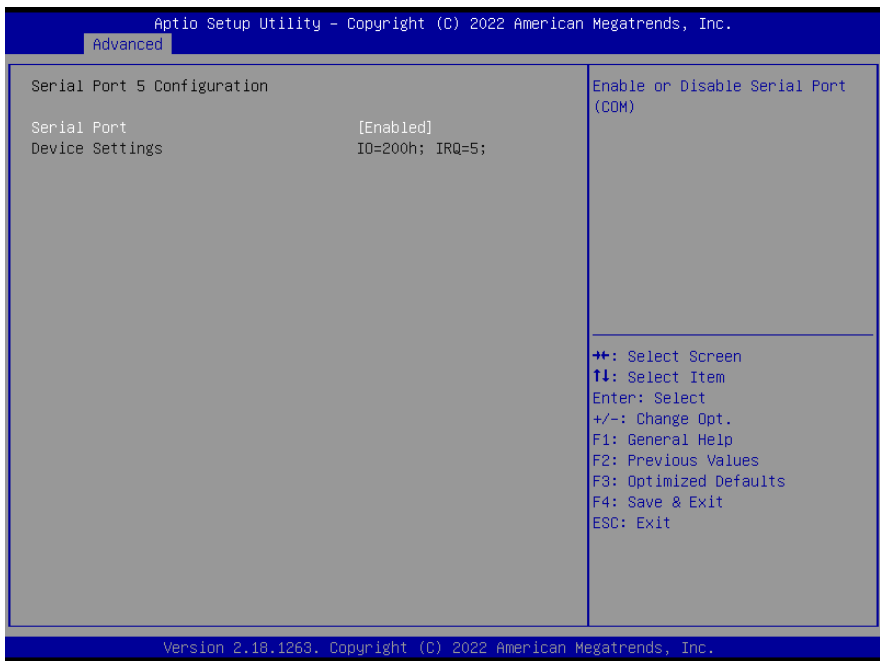 Aptio Setup Utility – Copyright (C) 2022 American Megatrends, Inc.
Advanced
Serial Port 5 Configuration
Serial Port [Enabled]
Device Settings IO=200h; IRQ=5;
Enable or Disable Serial Port
(COM)
→←: Select Screen
↑↓: Select Item
Enter: Select
+/-: Change Opt.
F1: General Help
F2: Previous Values
F3: Optimized Defaults
F4: Save & Exit
ESC: Exit
Version 2.18.1263. Copyright (C) 2022 American Megatrends, Inc.